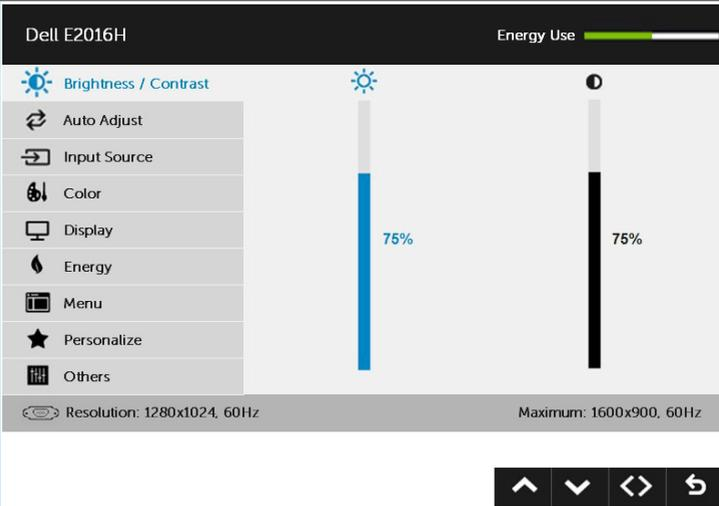 Dell E2016H
Energy Use
Brightness / Contrast
Auto Adjust
Input Source
Color
Display
Energy
Menu
Personalize
Others
75%
75%
Resolution: 1280x1024, 60Hz
Maximum: 1600x900, 60Hz